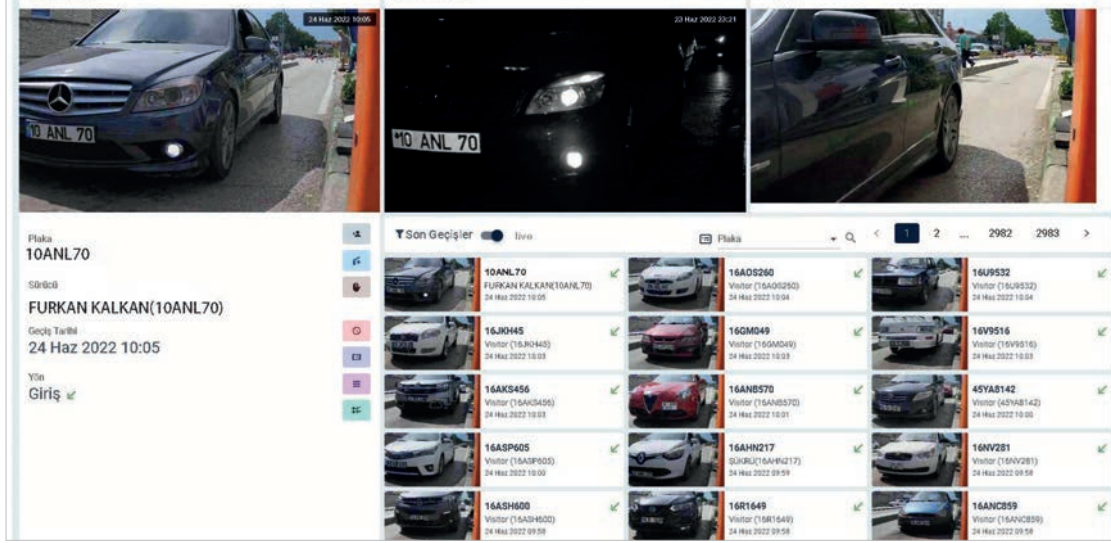 24 Haz 2022 10:05
10 ANL 70
23 Haz 2022 23:21
10 ANL 70
Plaka
10ANL70
Sürücü
FURKAN KALKAN(10ANL70)
Geçiş Tarihi
24 Haz 2022 10:05
Yön
Giriş
Son Geçişler live
Plaka
1 2 ... 2982 2983
10ANL70
FURKAN KALKAN(10ANL70)
24 Haz 2022 10:05
16AOS260
Visitor (16AOS260)
24 Haz 2022 10:04
16U9532
Visitor (16U9532)
24 Haz 2022 10:04
16JKH45
Visitor (16JKH45)
24 Haz 2022 10:03
16GM049
Visitor (16GM049)
24 Haz 2022 10:03
16V9516
Visitor (16V9516)
24 Haz 2022 10:03
16AKS456
Visitor (16AKS456)
24 Haz 2022 10:03
16ANB570
Visitor (16ANB570)
24 Haz 2022 10:01
45YA8142
Visitor (45YA8142)
24 Haz 2022 10:00
16ASP605
Visitor (16ASP605)
24 Haz 2022 10:00
16AHN217
ŞÜKRÜ(16AHN217)
24 Haz 2022 09:59
16NV281
Visitor (16NV281)
24 Haz 2022 09:58
16ASH600
Visitor (16ASH600)
24 Haz 2022 09:58
16R1649
Visitor (16R1649)
24 Haz 2022 09:58
16ANC859
Visitor (16ANC859)
24 Haz 2022 09:58